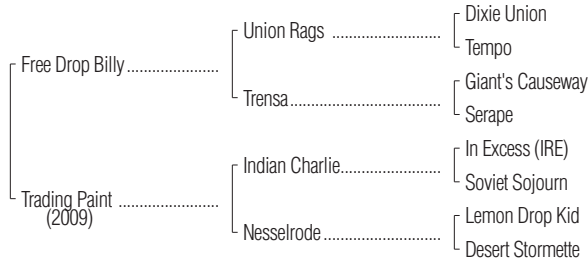 Dixie Union
Union Rags ..............................
Tempo
Free Drop Billy.........................
Giant's Causeway
Trensa..........................................
Serape
In Excess (IRE)
Indian Charlie............................
Soviet Sojourn
Trading Paint ...........................
(2009)
Lemon Drop Kid
Nesselrode................................
Desert Stormette